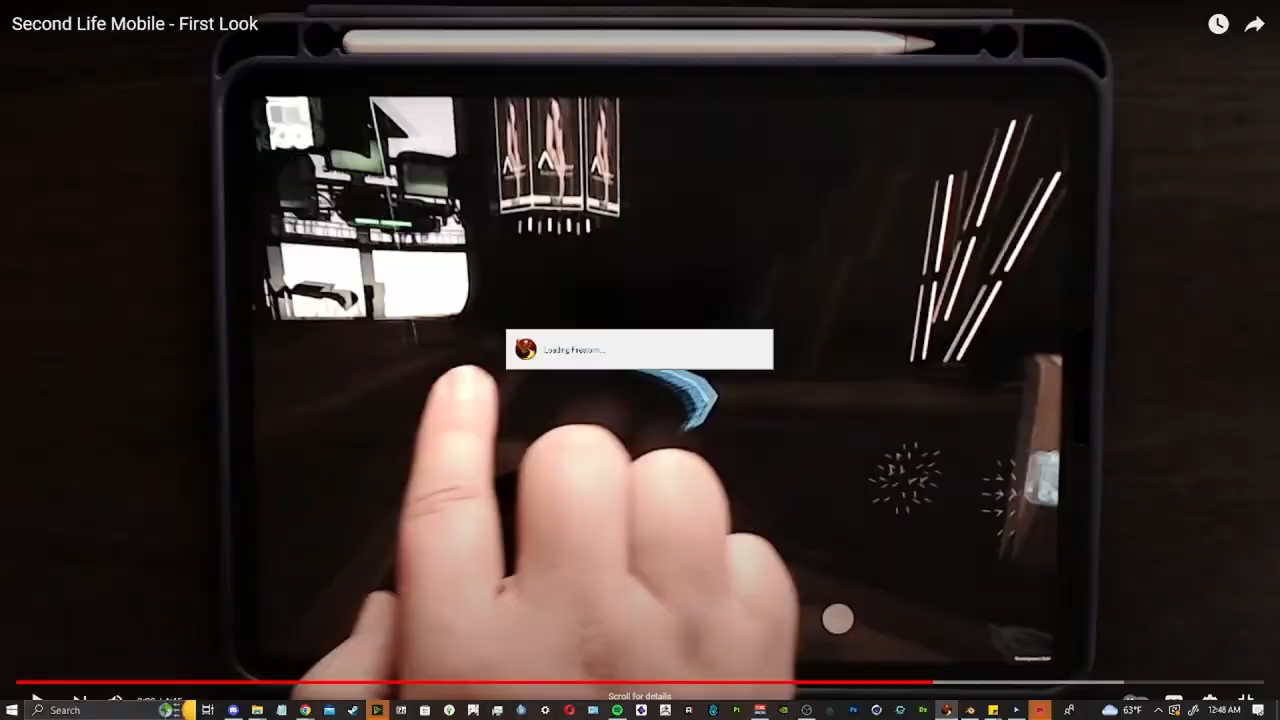 Second Life Mobile - First Look
Loading Firestorm...
Scroll for details
Search
63°F
12:48 AM